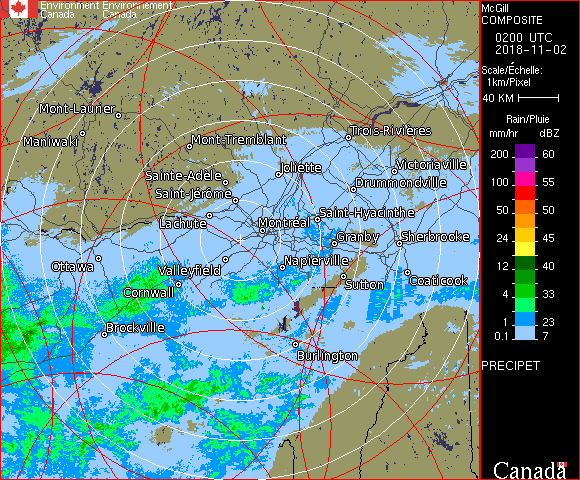 Environment Environnement
Canada Canada
McGill
COMPOSITE
0200 UTC
2018-11-02
Scale/Échelle:
1km/Pixel
40 KM
Rain/Pluie
mm/hr dBZ
200 60
100 55
50 50
24 45
12 40
4 33
1 23
0.1 7
PRECIPET
Canada
Mont-Laurier
Maniwaki
Mont-Tremblant
Trois-Rivières
Sainte-Adèle
Joliette
Victoriaville
Saint-Jérôme
Drummondville
Lachute
Montréal
Saint-Hyacinthe
Granby
Sherbrooke
Ottawa
Valleyfield
Napierville
Cornwall
Sutton
Coaticook
Brockville
Burlington